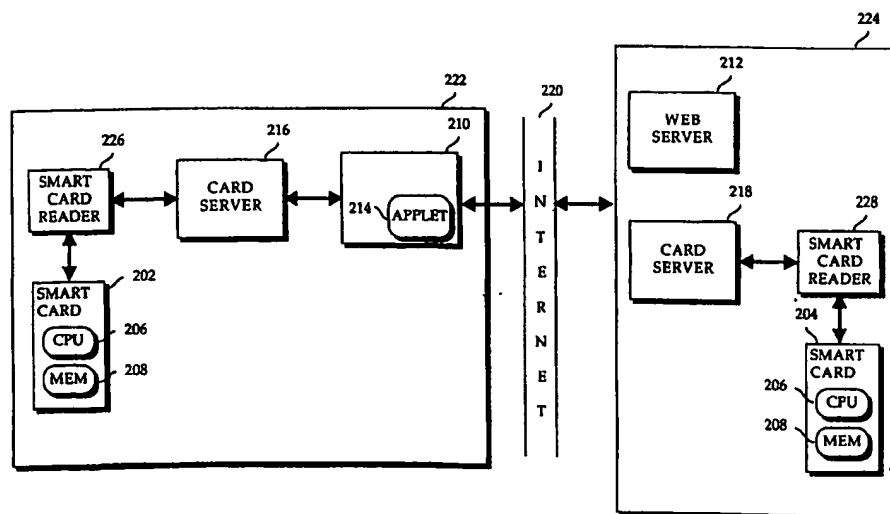 224
222
220
212
WEB
SERVER
226
216
210
SMART
CARD
READER
CARD
SERVER
214
APPLET
INTERNET
218
228
CARD
SERVER
SMART
CARD
READER
202
SMART
CARD
CPU
206
MEM
208
204
SMART
CARD
206
CPU
208
MEM